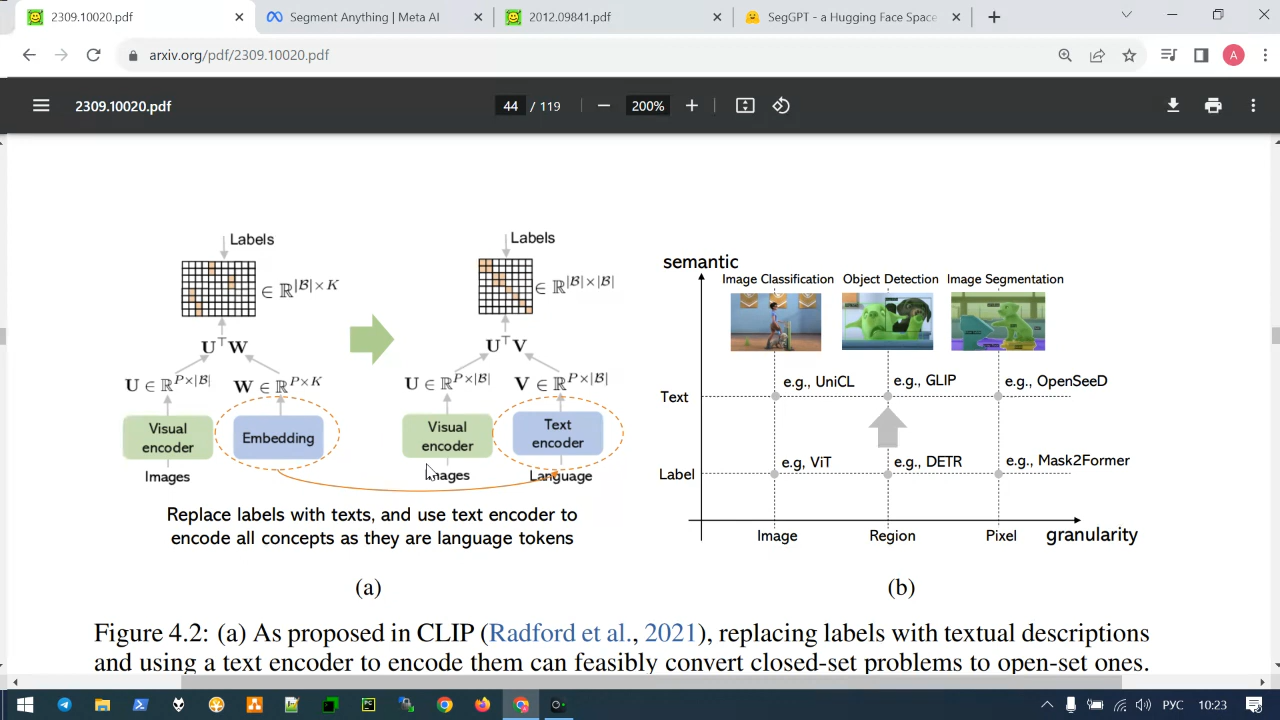 2309.10020.pdf
Segment Anything | Meta AI
2012.09841.pdf
SegGPT - a Hugging Face Space
arxiv.org/pdf/2309.10020.pdf
A
2309.10020.pdf
44 / 119
200%
Labels
∈ ℝ^{|ℬ|×K}
U^⊤W
U ∈ ℝ^{P×|ℬ|}
W ∈ ℝ^{P×K}
Visual
encoder
Embedding
Images
Labels
∈ ℝ^{|ℬ|×|ℬ|}
U^⊤V
U ∈ ℝ^{P×|ℬ|}
V ∈ ℝ^{P×|ℬ|}
Visual
encoder
Text
encoder
Images
Language
Replace labels with texts, and use text encoder to
encode all concepts as they are language tokens
(a)
semantic
Image Classification
Object Detection
Image Segmentation
Text
e.g., UniCL
e.g., GLIP
e.g., OpenSeeD
Label
e.g, ViT
e.g., DETR
e.g., Mask2Former
Image
Region
Pixel
granularity
(b)
Figure 4.2: (a) As proposed in CLIP (Radford et al., 2021), replacing labels with textual descriptions
and using a text encoder to encode them can feasibly convert closed-set problems to open-set ones.
РУС
10:23